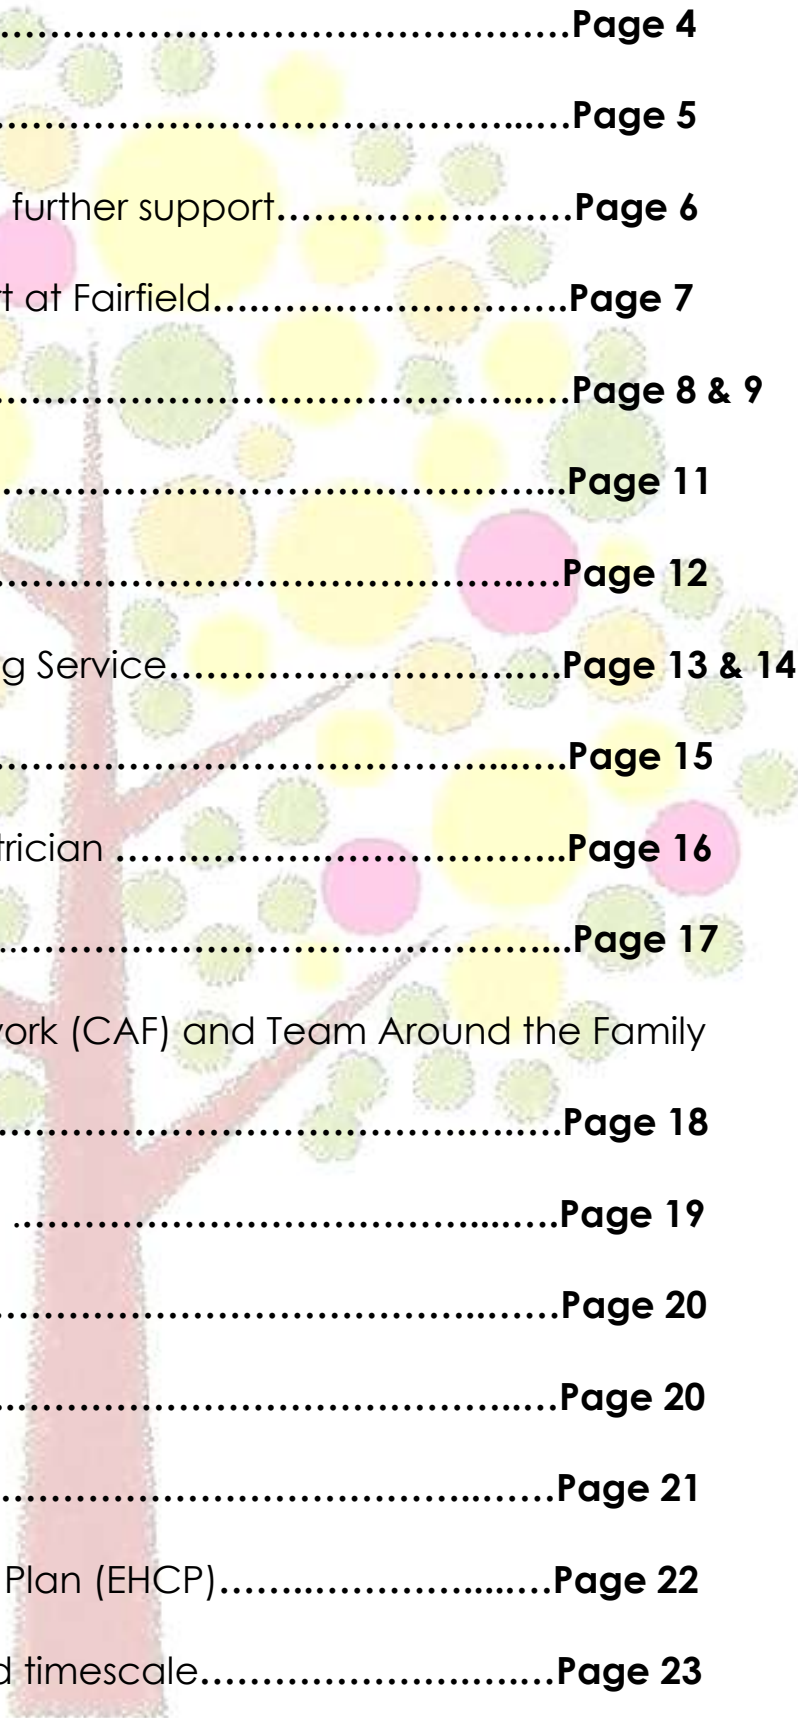 ……………………………………………Page 4
……………………………………...…Page 5
further support……………………Page 6
t at Fairfield…..……………………Page 7
……………………………………...…Page 8 & 9
………………………………………...Page 11
……………………………………..…Page 12
g Service……………………….….Page 13 & 14
……………………………………...….Page 15
trician ……………..………………..Page 16
………………………………………...Page 17
ork (CAF) and Team Around the Family
…………………………………….….Page 18
………………………………....….Page 19
…………………………………...……Page 20
……………………………………..…Page 20
…………………………………..……Page 21
Plan (EHCP)……..………….....…Page 22
d timescale………………….…….…Page 23